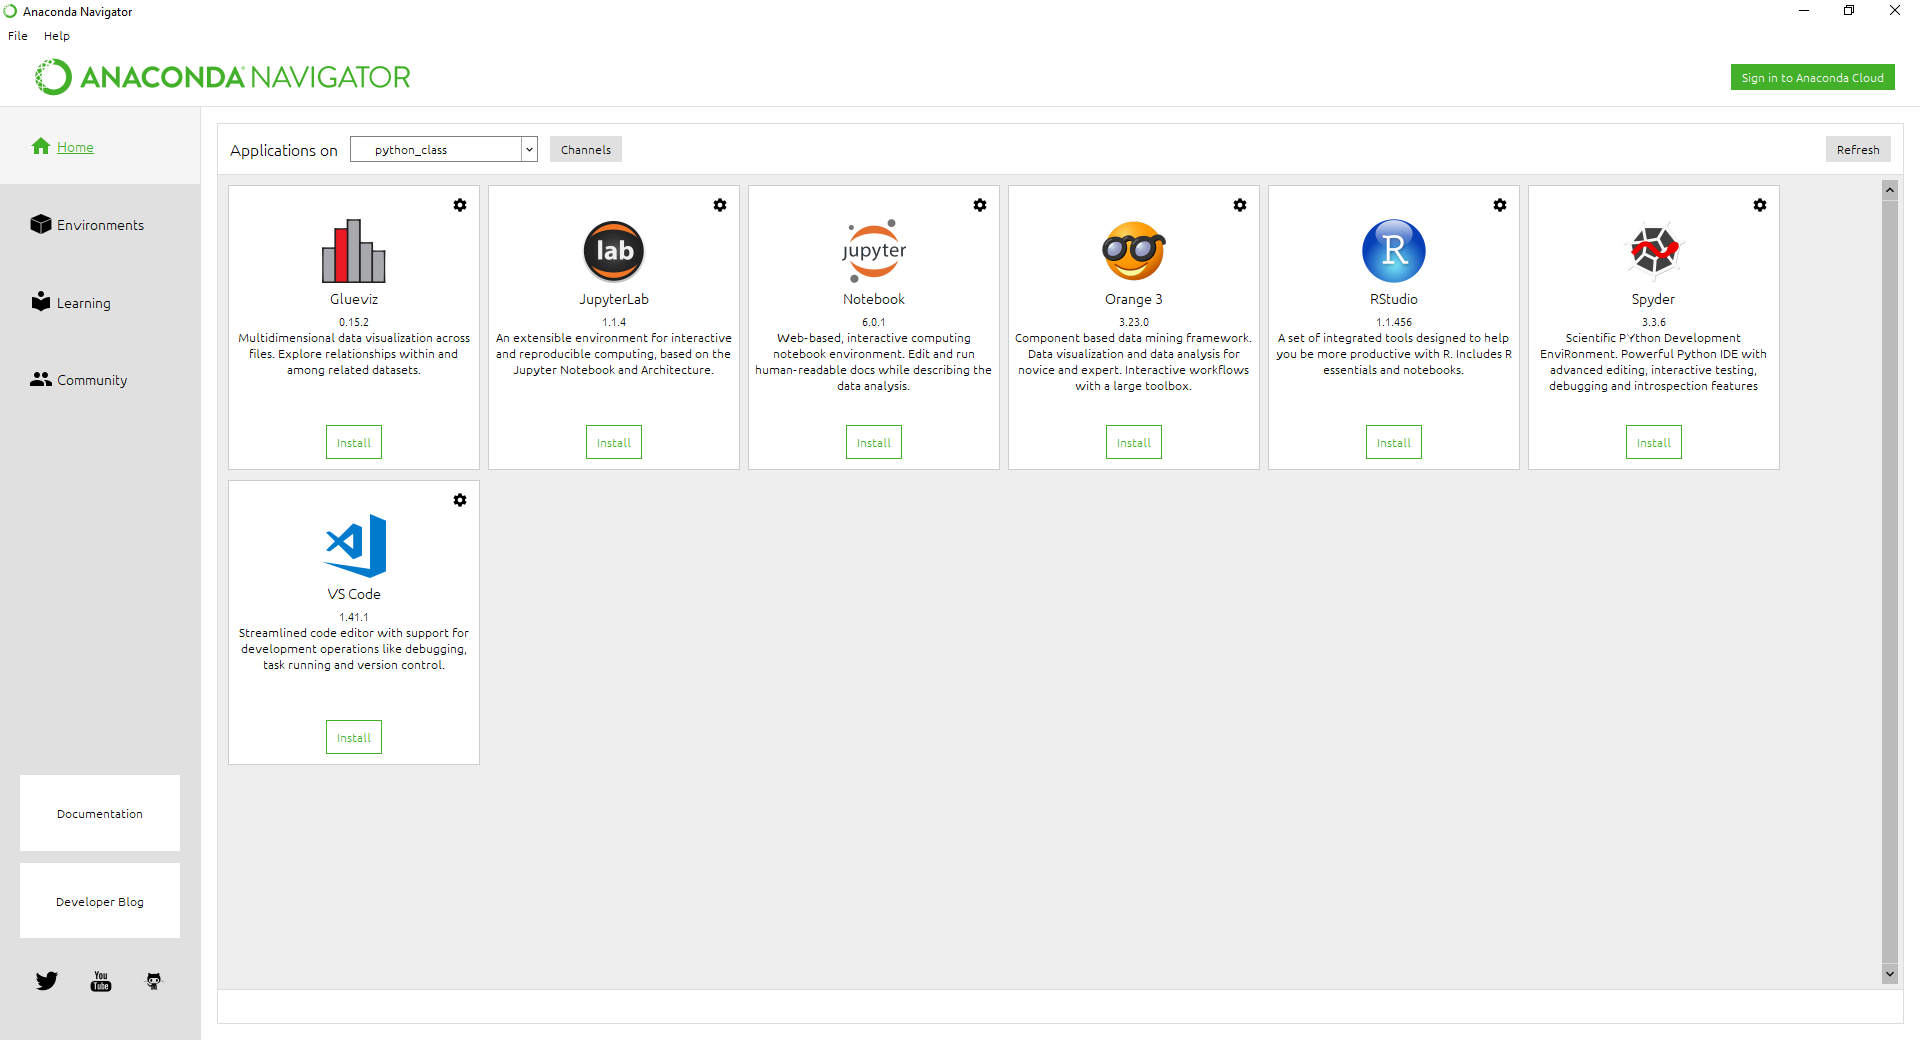 Anaconda Navigator
File Help
ANACONDA NAVIGATOR
Sign in to Anaconda Cloud
Home
Environments
Learning
Community
Documentation
Developer Blog
You
Tube
Applications on python_class Channels Refresh
Glueviz
0.15.2
Multidimensional data visualization across
files. Explore relationships within and
among related datasets.
Install
lab
JupyterLab
1.1.4
An extensible environment for interactive
and reproducible computing, based on the
Jupyter Notebook and Architecture.
Install
jupyter
Notebook
6.0.1
Web-based, interactive computing
notebook environment. Edit and run
human-readable docs while describing the
data analysis.
Install
Orange 3
3.23.0
Component based data mining framework.
Data visualization and data analysis for
novice and expert. Interactive workflows
with a large toolbox.
Install
R
RStudio
1.1.456
A set of integrated tools designed to help
you be more productive with R. Includes R
essentials and notebooks.
Install
Spyder
3.3.6
Scientific PYthon Development
EnviRonment. Powerful Python IDE with
advanced editing, interactive testing,
debugging and introspection features
Install
VS Code
1.41.1
Streamlined code editor with support for
development operations like debugging,
task running and version control.
Install